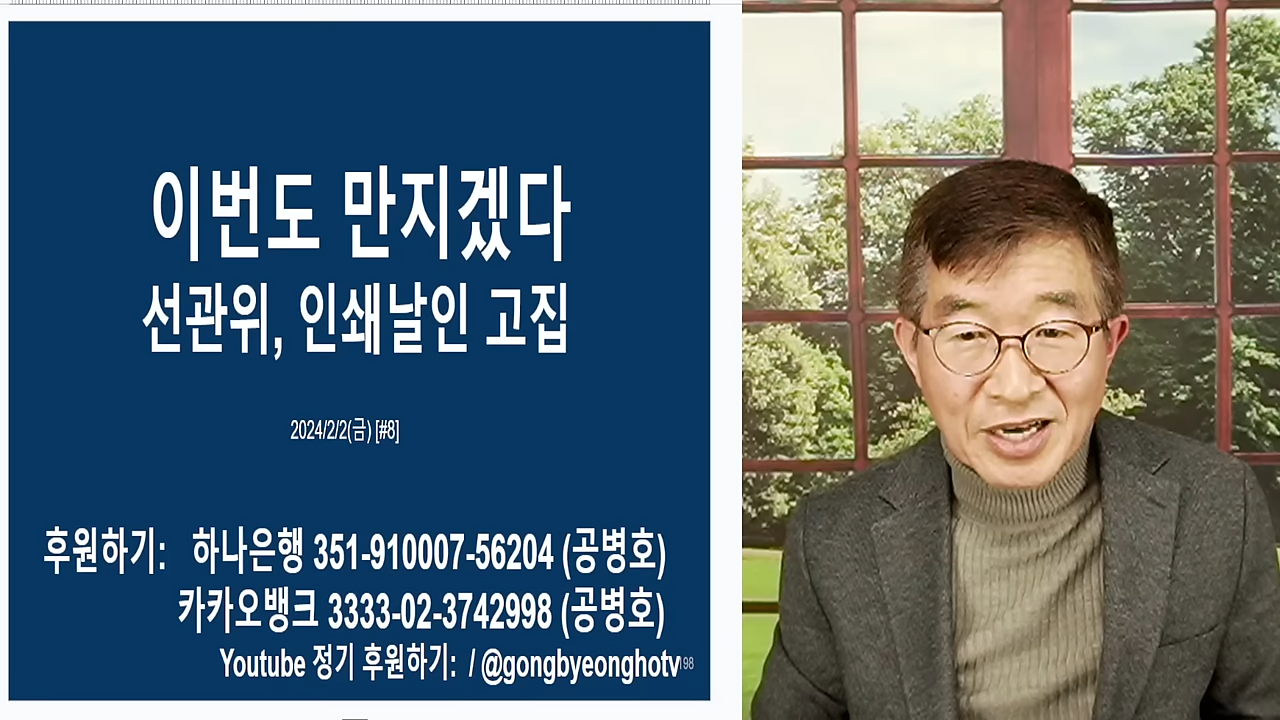 이번도 만지겠다
선관위, 인쇄날인 고집
2024/2/2(금) [#8]
후원하기: 하나은행 351-910007-56204 (공병호)
카카오뱅크 3333-02-3742998 (공병호)
Youtube 정기 후원하기: / @gongbyeonghotv
198